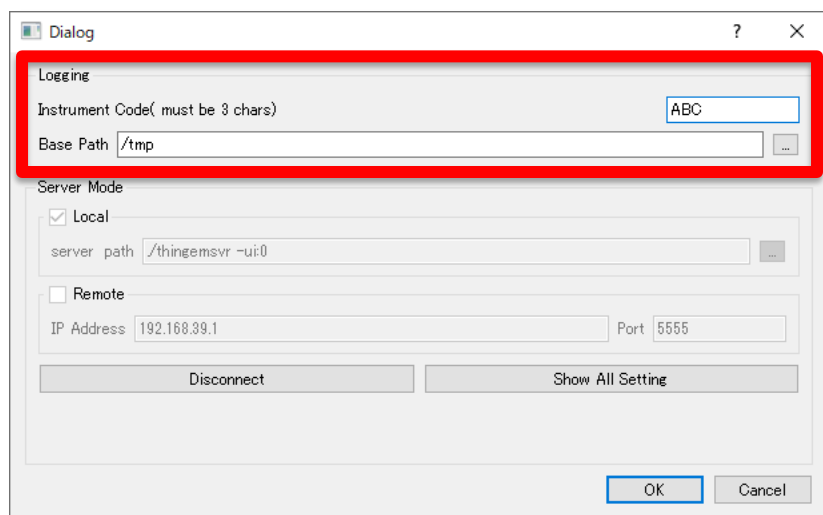 Dialog ? ×
Logging
Instrument Code( must be 3 chars) ABC
Base Path /tmp ...
Server Mode
Local
server path ./thingemsvr -ui:0 ...
Remote
IP Address 192.168.39.1 Port 5555
Disconnect Show All Setting
OK Cancel